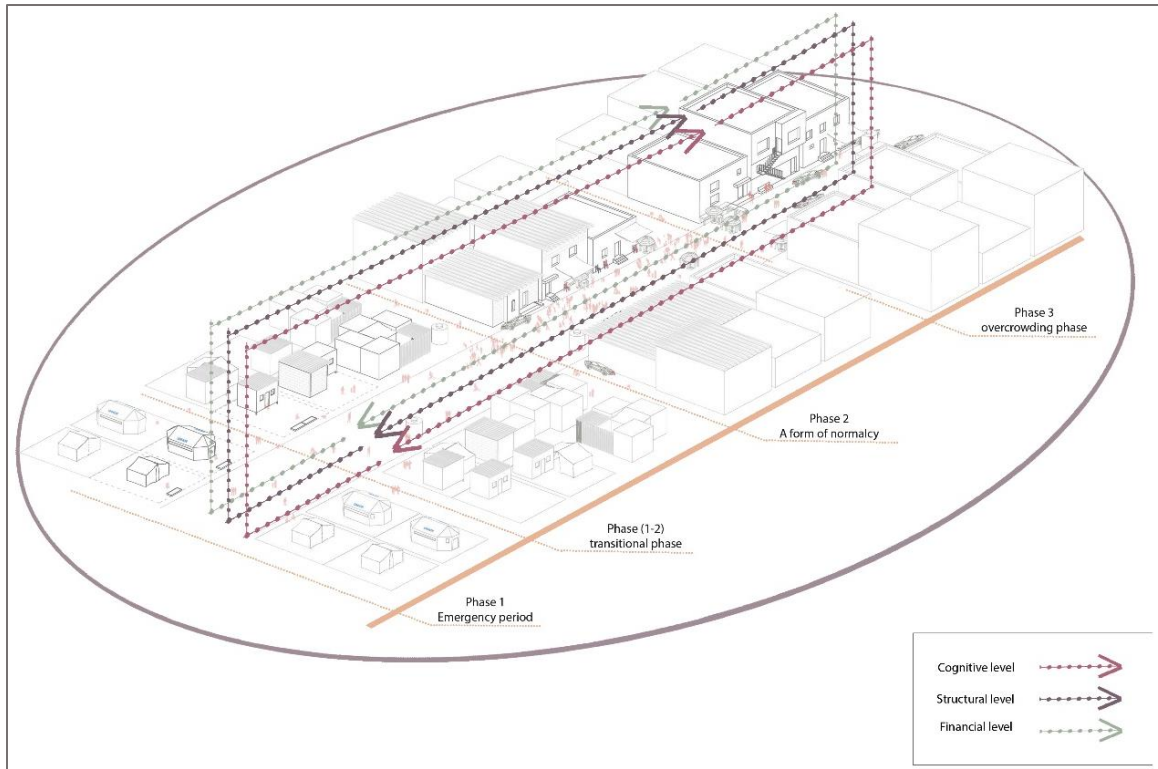 Phase 3
overcrowding phase
Phase 2
A form of normalcy
Phase (1-2)
transitional phase
Phase 1
Emergency period
Cognitive level
Structural level
Financial level